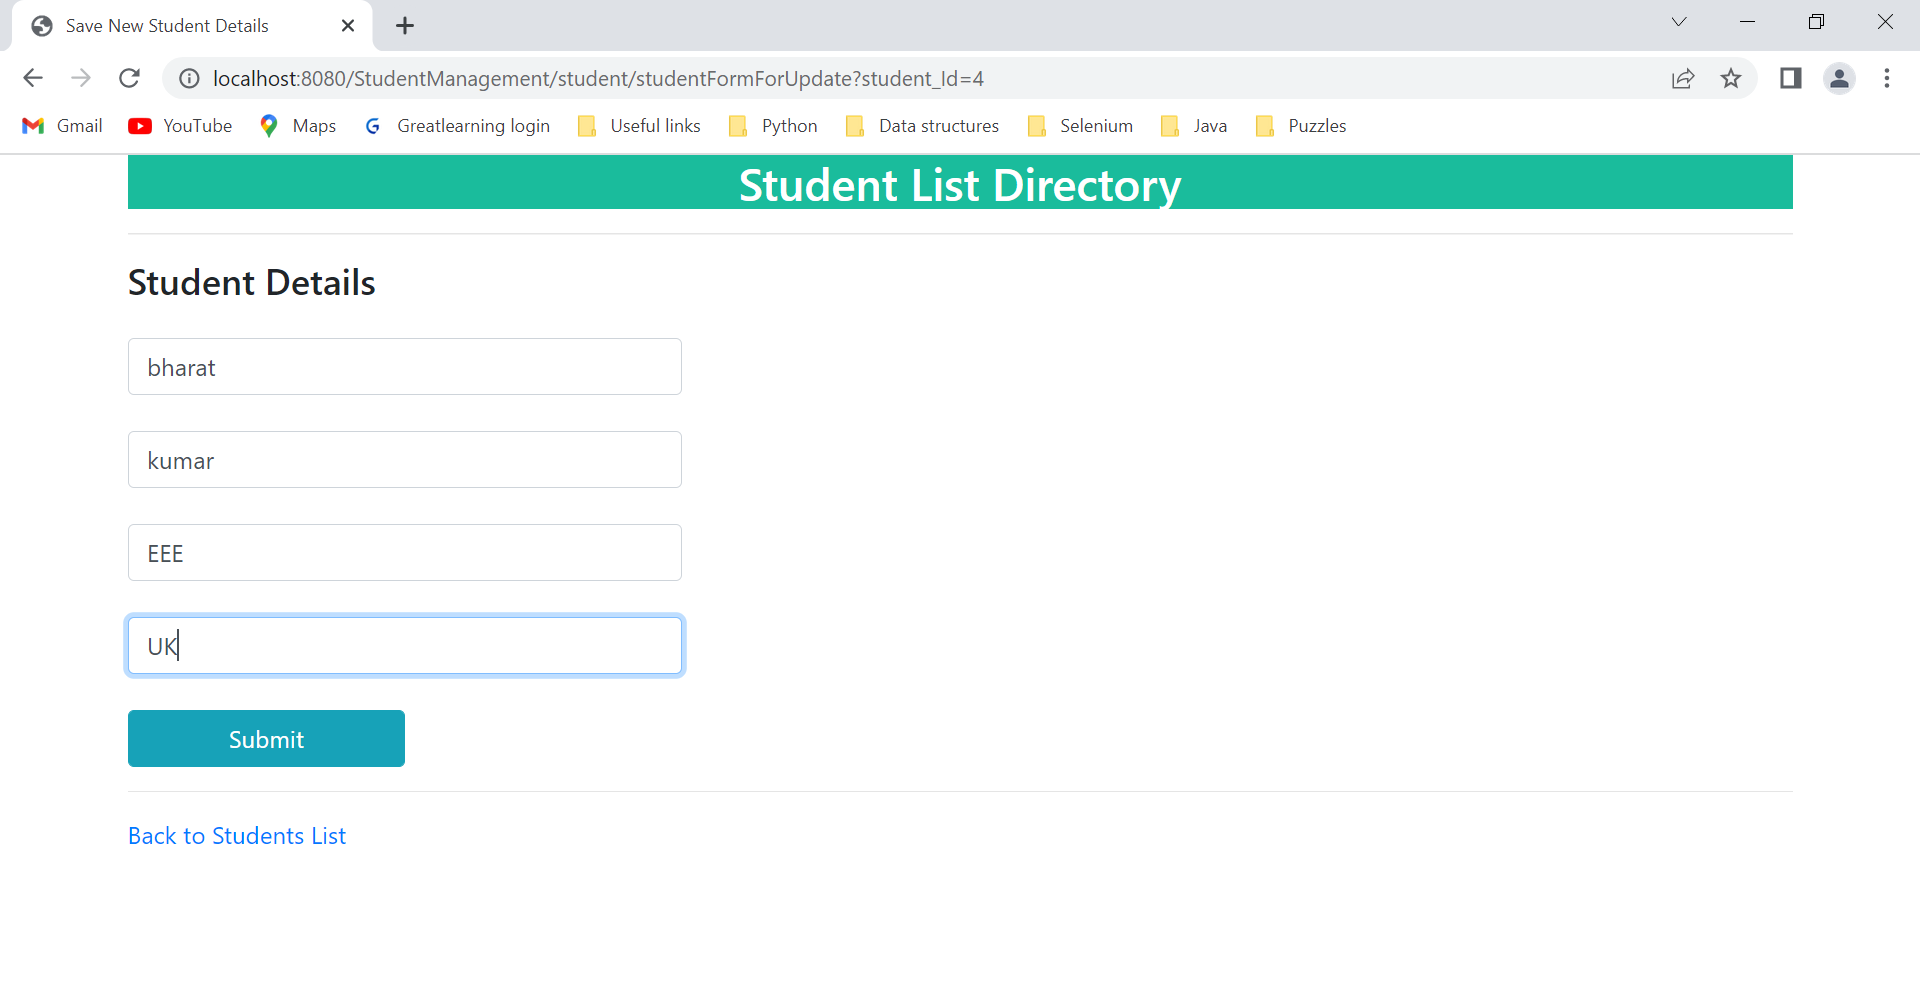 Save New Student Details
localhost:8080/StudentManagement/student/studentFormForUpdate?student_Id=4
Gmail YouTube Maps Greatlearning login Useful links Python Data structures Selenium Java Puzzles
Student List Directory
Student Details
bharat
kumar
EEE
UK
Submit
Back to Students List